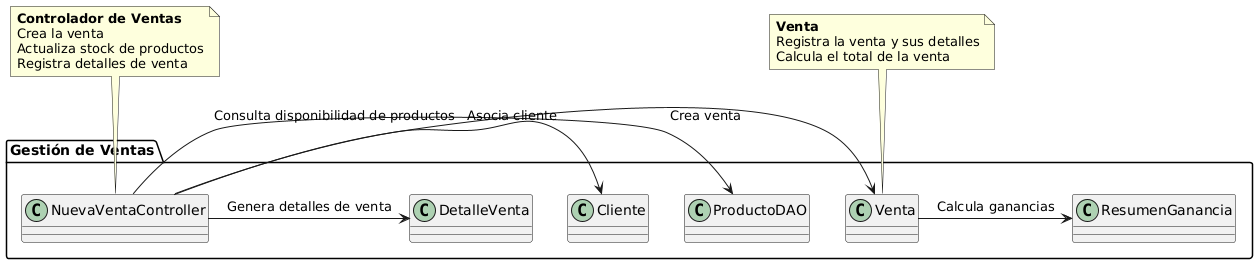 Controlador de Ventas
Crea la venta
Actualiza stock de productos
Registra detalles de venta
Venta
Registra la venta y sus detalles
Calcula el total de la venta
Consulta disponibilidad de productos
Asocia cliente
Crea venta
Gestión de Ventas
C NuevaVentaController
Genera detalles de venta
C DetalleVenta
C Cliente
C ProductoDAO
C Venta
Calcula ganancias
C ResumenGanancia